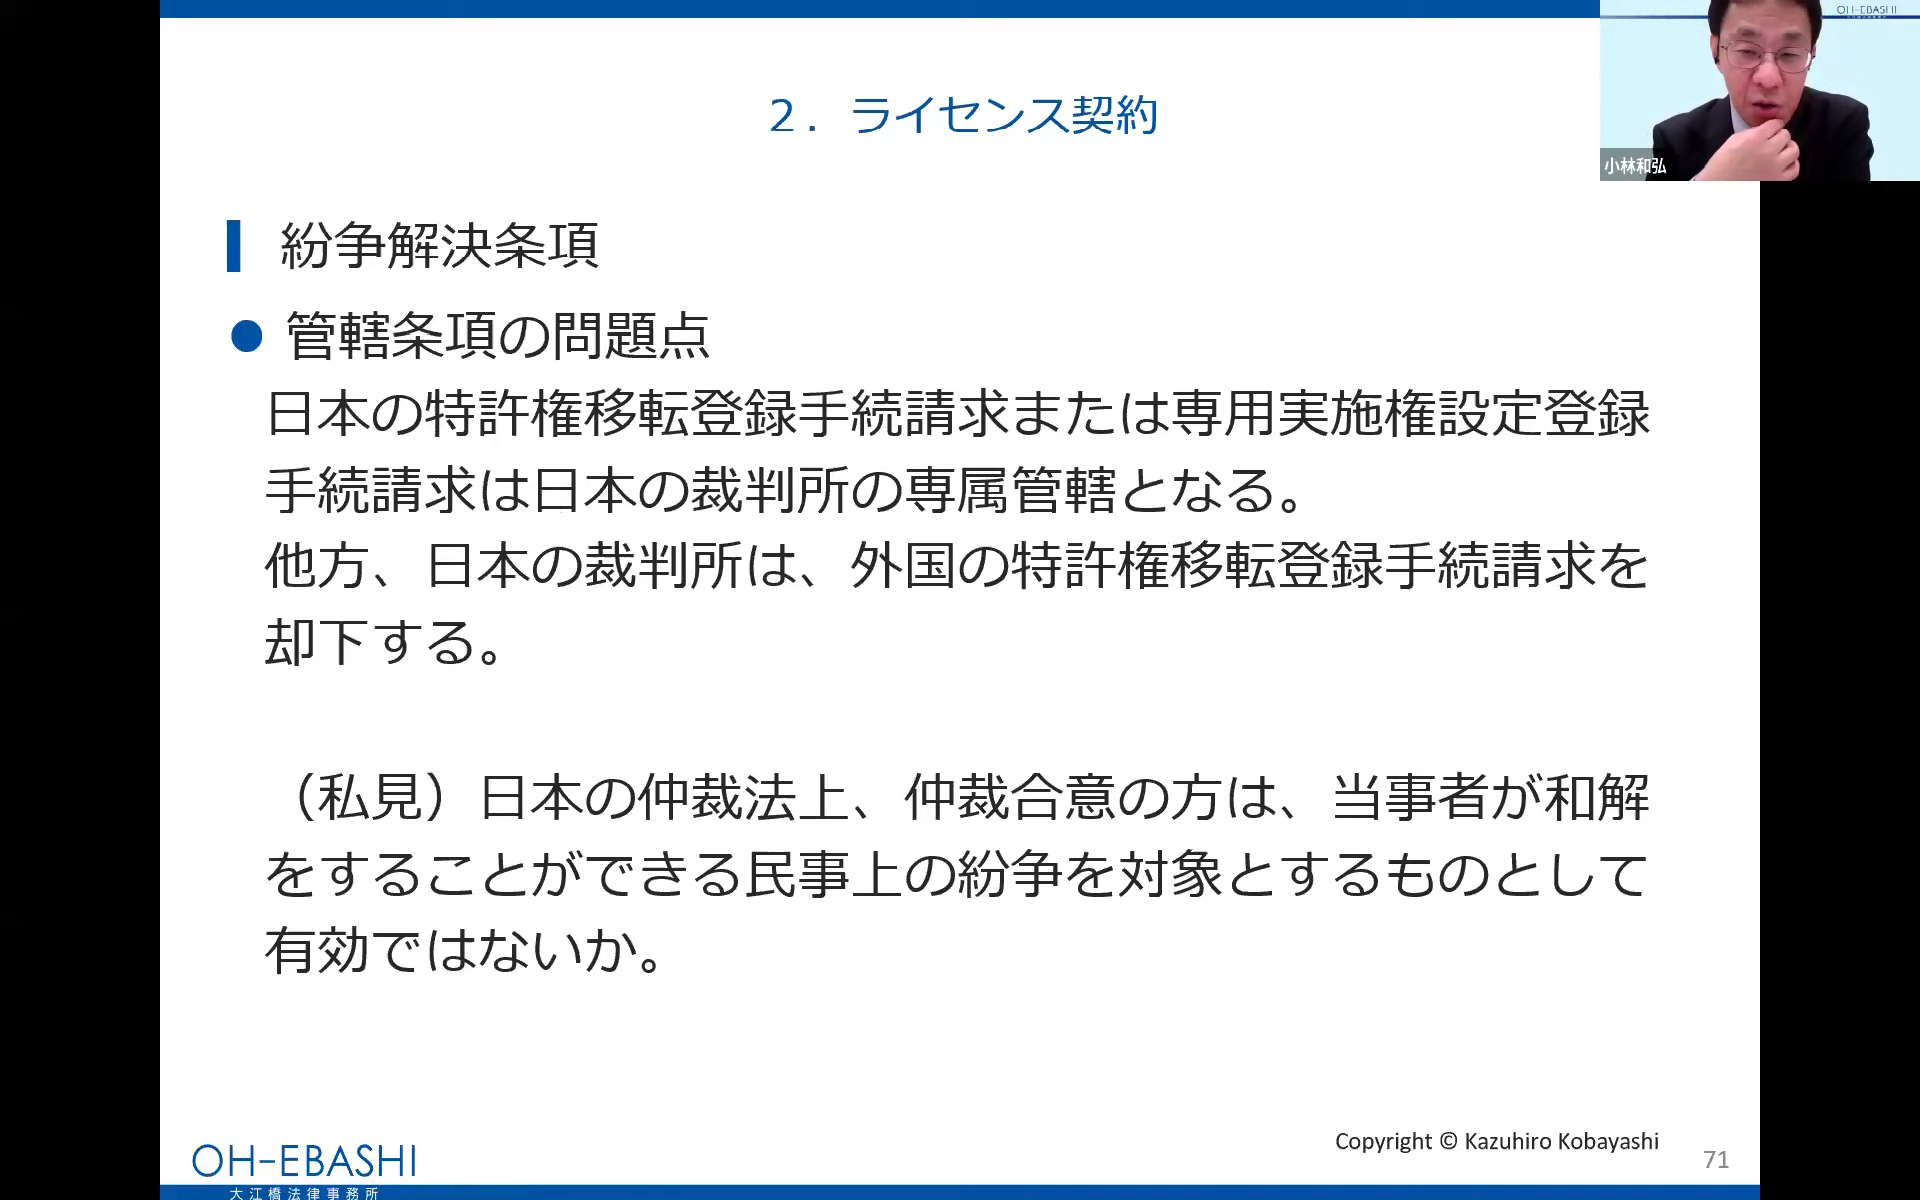 OH-EBASHI
小林和弘
２．ライセンス契約
紛争解決条項
● 管轄条項の問題点
日本の特許権移転登録手続請求または専用実施権設定登録
手続請求は日本の裁判所の専属管轄となる。
他方、日本の裁判所は、外国の特許権移転登録手続請求を
却下する。
（私見）日本の仲裁法上、仲裁合意の方は、当事者が和解
をすることができる民事上の紛争を対象とするものとして
有効ではないか。
OH-EBASHI
大江橋法律事務所
Copyright © Kazuhiro Kobayashi
71